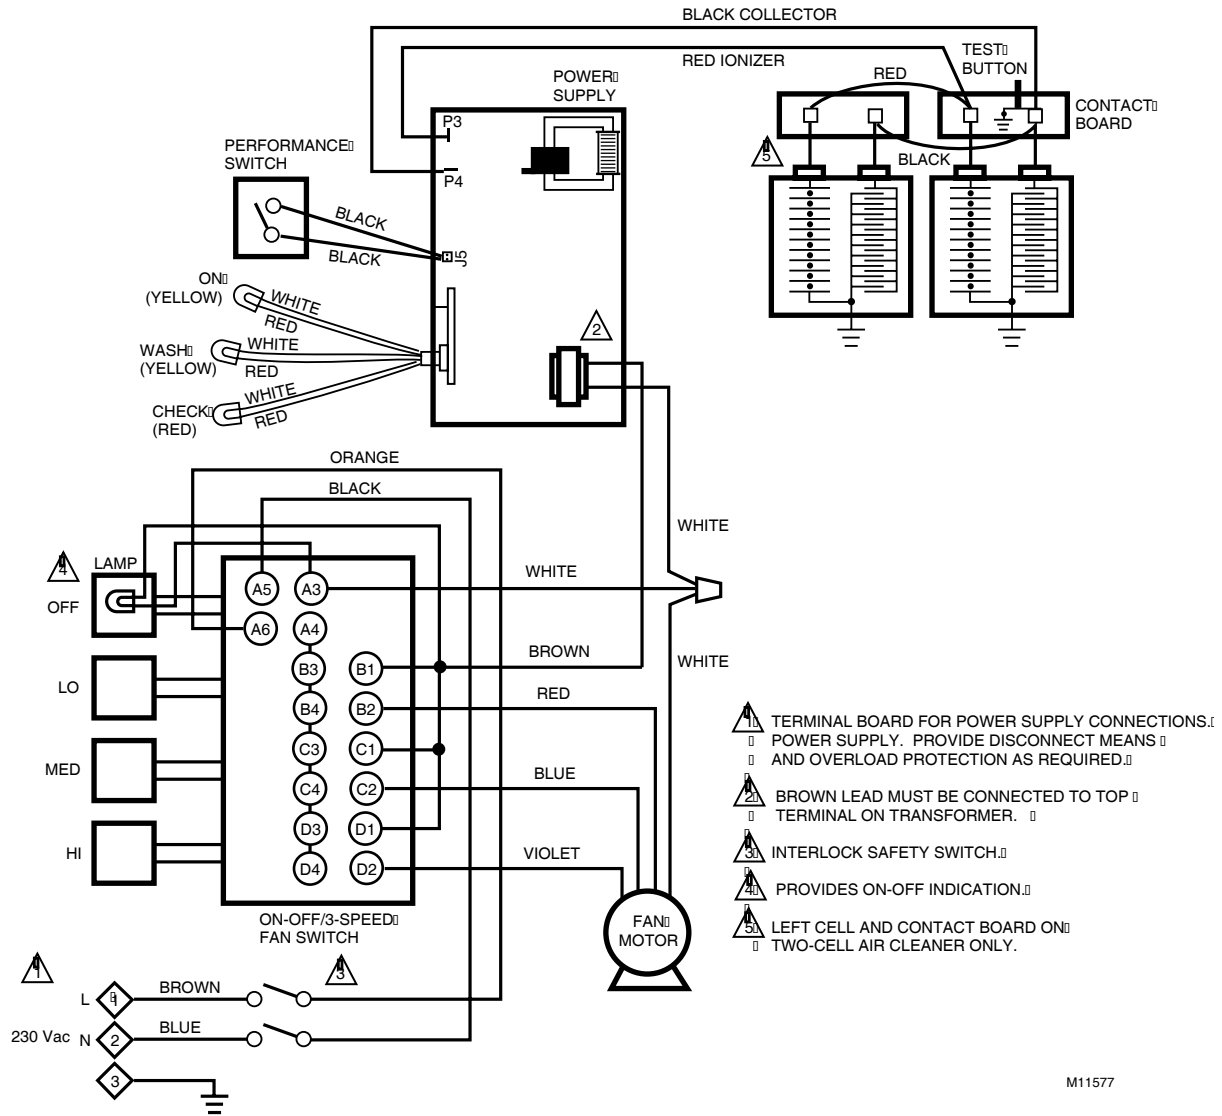 BLACK COLLECTOR
RED IONIZER
TEST
BUTTON
POWER
SUPPLY
RED
CONTACT
BOARD
P3
PERFORMANCE
SWITCH
5
BLACK
P4
BLACK
BLACK
J5
ON
(YELLOW)
WHITE
RED
2
WASH
(YELLOW)
WHITE
RED
CHECK
(RED)
WHITE
RED
ORANGE
BLACK
WHITE
4
LAMP
OFF
A5
A3
WHITE
A6
A4
B3
B1
BROWN
WHITE
LO
B4
B2
RED
C3
C1
MED
C4
C2
BLUE
D3
D1
HI
D4
D2
VIOLET
ON-OFF/3-SPEED
FAN SWITCH
FAN
MOTOR
1 TERMINAL BOARD FOR POWER SUPPLY CONNECTIONS.
POWER SUPPLY. PROVIDE DISCONNECT MEANS
AND OVERLOAD PROTECTION AS REQUIRED.
2 BROWN LEAD MUST BE CONNECTED TO TOP
TERMINAL ON TRANSFORMER.
3 INTERLOCK SAFETY SWITCH.
4 PROVIDES ON-OFF INDICATION.
5 LEFT CELL AND CONTACT BOARD ON
TWO-CELL AIR CLEANER ONLY.
1
3
L 1 BROWN
230 Vac N 2 BLUE
3
M11577